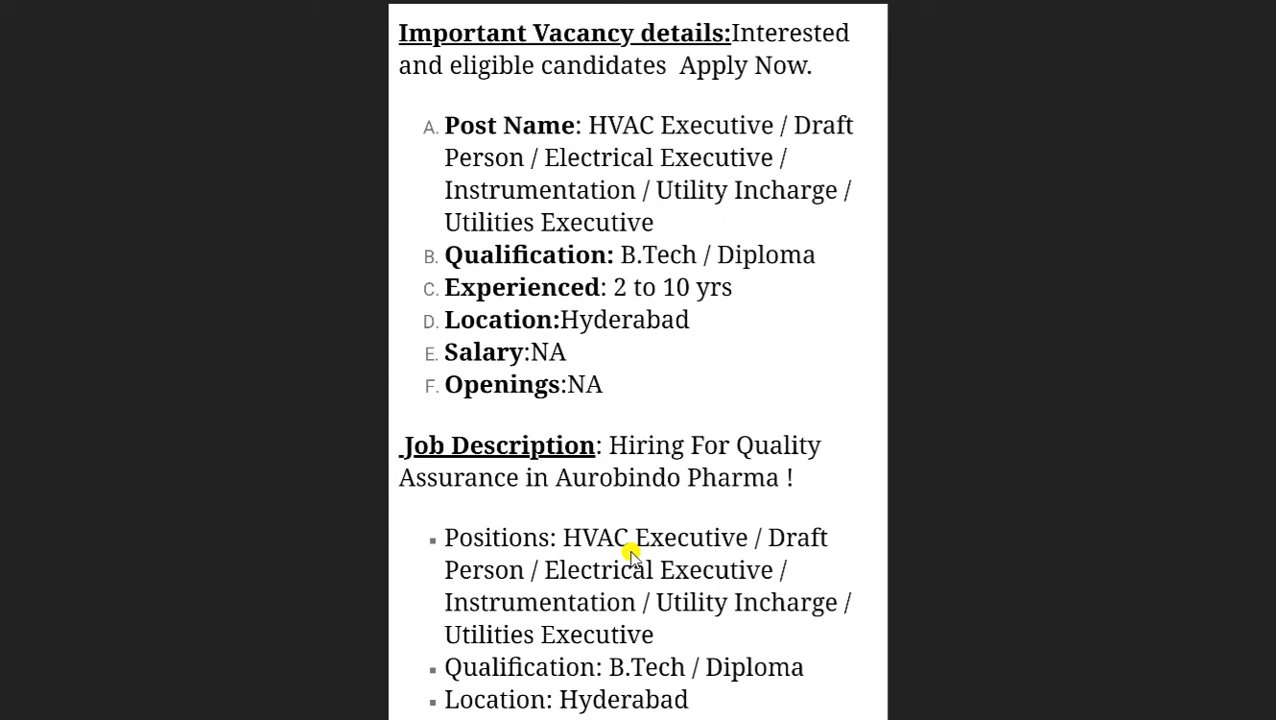 Important Vacancy details:Interested
and eligible candidates  Apply Now.
A. Post Name: HVAC Executive / Draft
Person / Electrical Executive /
Instrumentation / Utility Incharge /
Utilities Executive
B. Qualification: B.Tech / Diploma
C. Experienced: 2 to 10 yrs
D. Location:Hyderabad
E. Salary:NA
F. Openings:NA
Job Description: Hiring For Quality
Assurance in Aurobindo Pharma !
▪ Positions: HVAC Executive / Draft
Person / Electrical Executive /
Instrumentation / Utility Incharge /
Utilities Executive
▪ Qualification: B.Tech / Diploma
▪ Location: Hyderabad